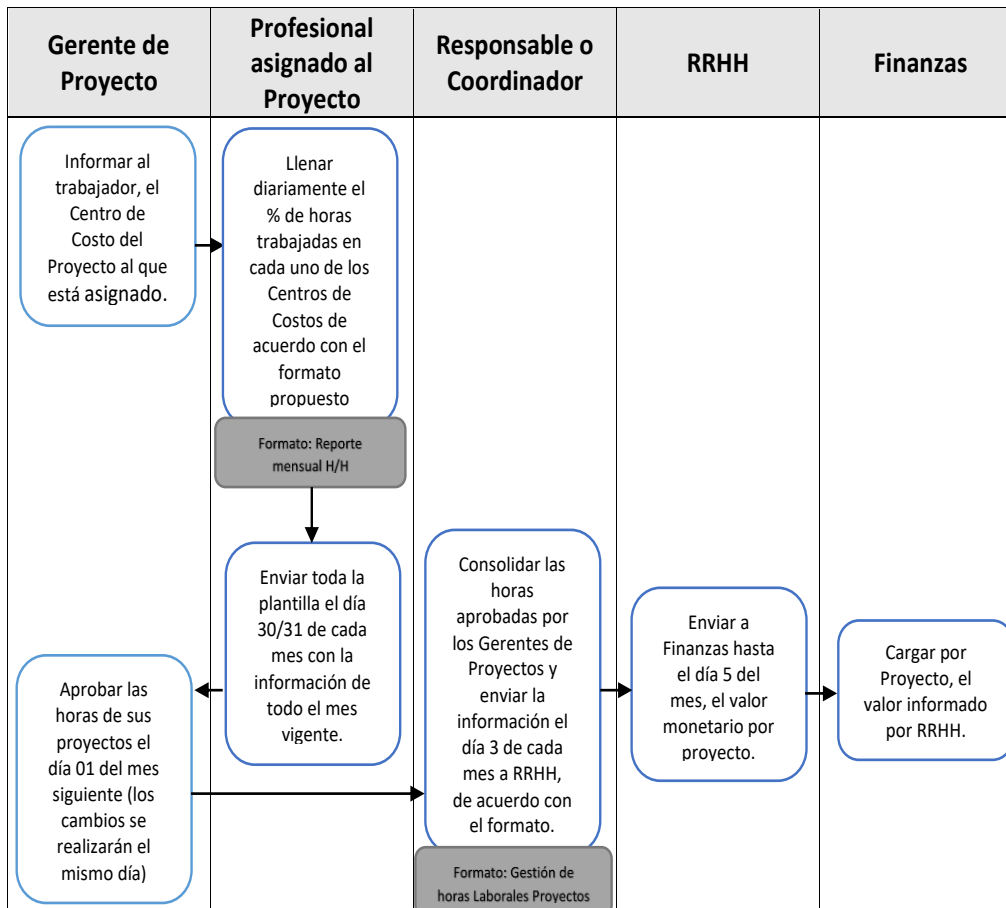 Gerente de
Proyecto
Profesional
asignado al
Proyecto
Responsable o
Coordinador
RRHH
Finanzas
Informar al
trabajador, el
Centro de
Costo del
Proyecto al que
está asignado.
Llenar
diariamente el
% de horas
trabajadas en
cada uno de los
Centros de
Costos de
acuerdo con el
formato
propuesto
Formato: Reporte
mensual H/H
Enviar toda la
plantilla el día
30/31 de cada
mes con la
información de
todo el mes
vigente.
Aprobar las
horas de sus
proyectos el
día 01 del mes
siguiente (los
cambios se
realizarán el
mismo día)
Consolidar las
horas
aprobadas por
los Gerentes de
Proyectos y
enviar la
información el
día 3 de cada
mes a RRHH,
de acuerdo con
el formato.
Formato: Gestión de
horas Laborales Proyectos
Enviar a
Finanzas hasta
el día 5 del
mes, el valor
monetario por
proyecto.
Cargar por
Proyecto, el
valor informado
por RRHH.